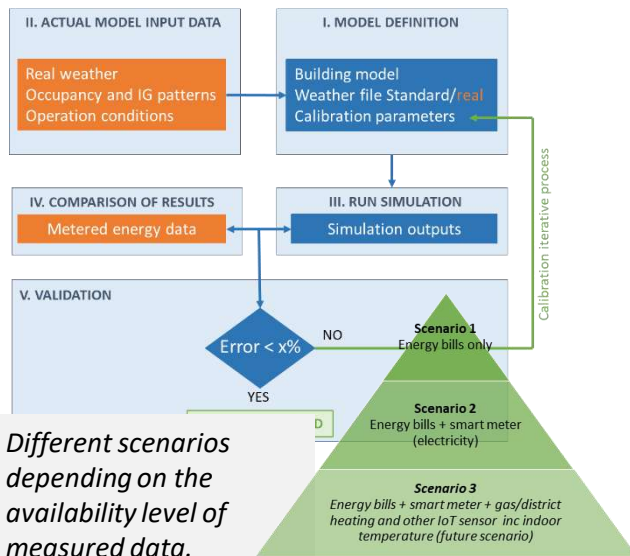 II. ACTUAL MODEL INPUT DATA
Real weather
Occupancy and IG patterns
Operation conditions
I. MODEL DEFINITION
Building model
Weather file Standard/real
Calibration parameters
IV. COMPARISON OF RESULTS
Metered energy data
III. RUN SIMULATION
Simulation outputs
Calibration iterative process
V. VALIDATION
Error < x%
NO
YES
D
Scenario 1
Energy bills only
Scenario 2
Energy bills + smart meter
(electricity)
Scenario 3
Energy bills + smart meter + gas/district
heating and other IoT sensor inc indoor
temperature (future scenario)
Different scenarios
depending on the
availability level of
measured data.